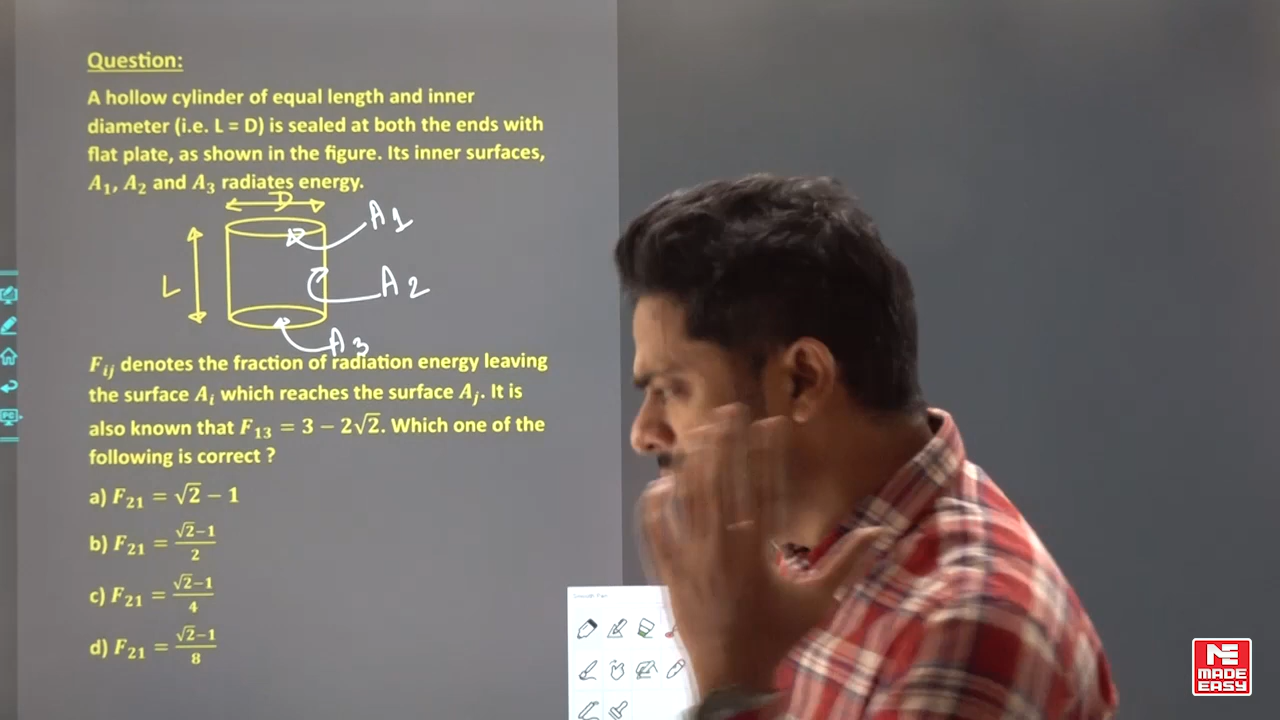 Question:
A hollow cylinder of equal length and inner
diameter (i.e. L = D) is sealed at both the ends with
flat plate, as shown in the figure. Its inner surfaces,
A₁, A₂ and A₃ radiates energy.
D
A1
L
A2
A3
Fᵢⱼ denotes the fraction of radiation energy leaving
the surface Aᵢ which reaches the surface Aⱼ. It is
also known that F₁₃ = 3 − 2√2. Which one of the
following is correct ?
a) F₂₁ = √2 − 1
b) F₂₁ = (√2−1)/2
c) F₂₁ = (√2−1)/4
d) F₂₁ = (√2−1)/8
MADE
EASY